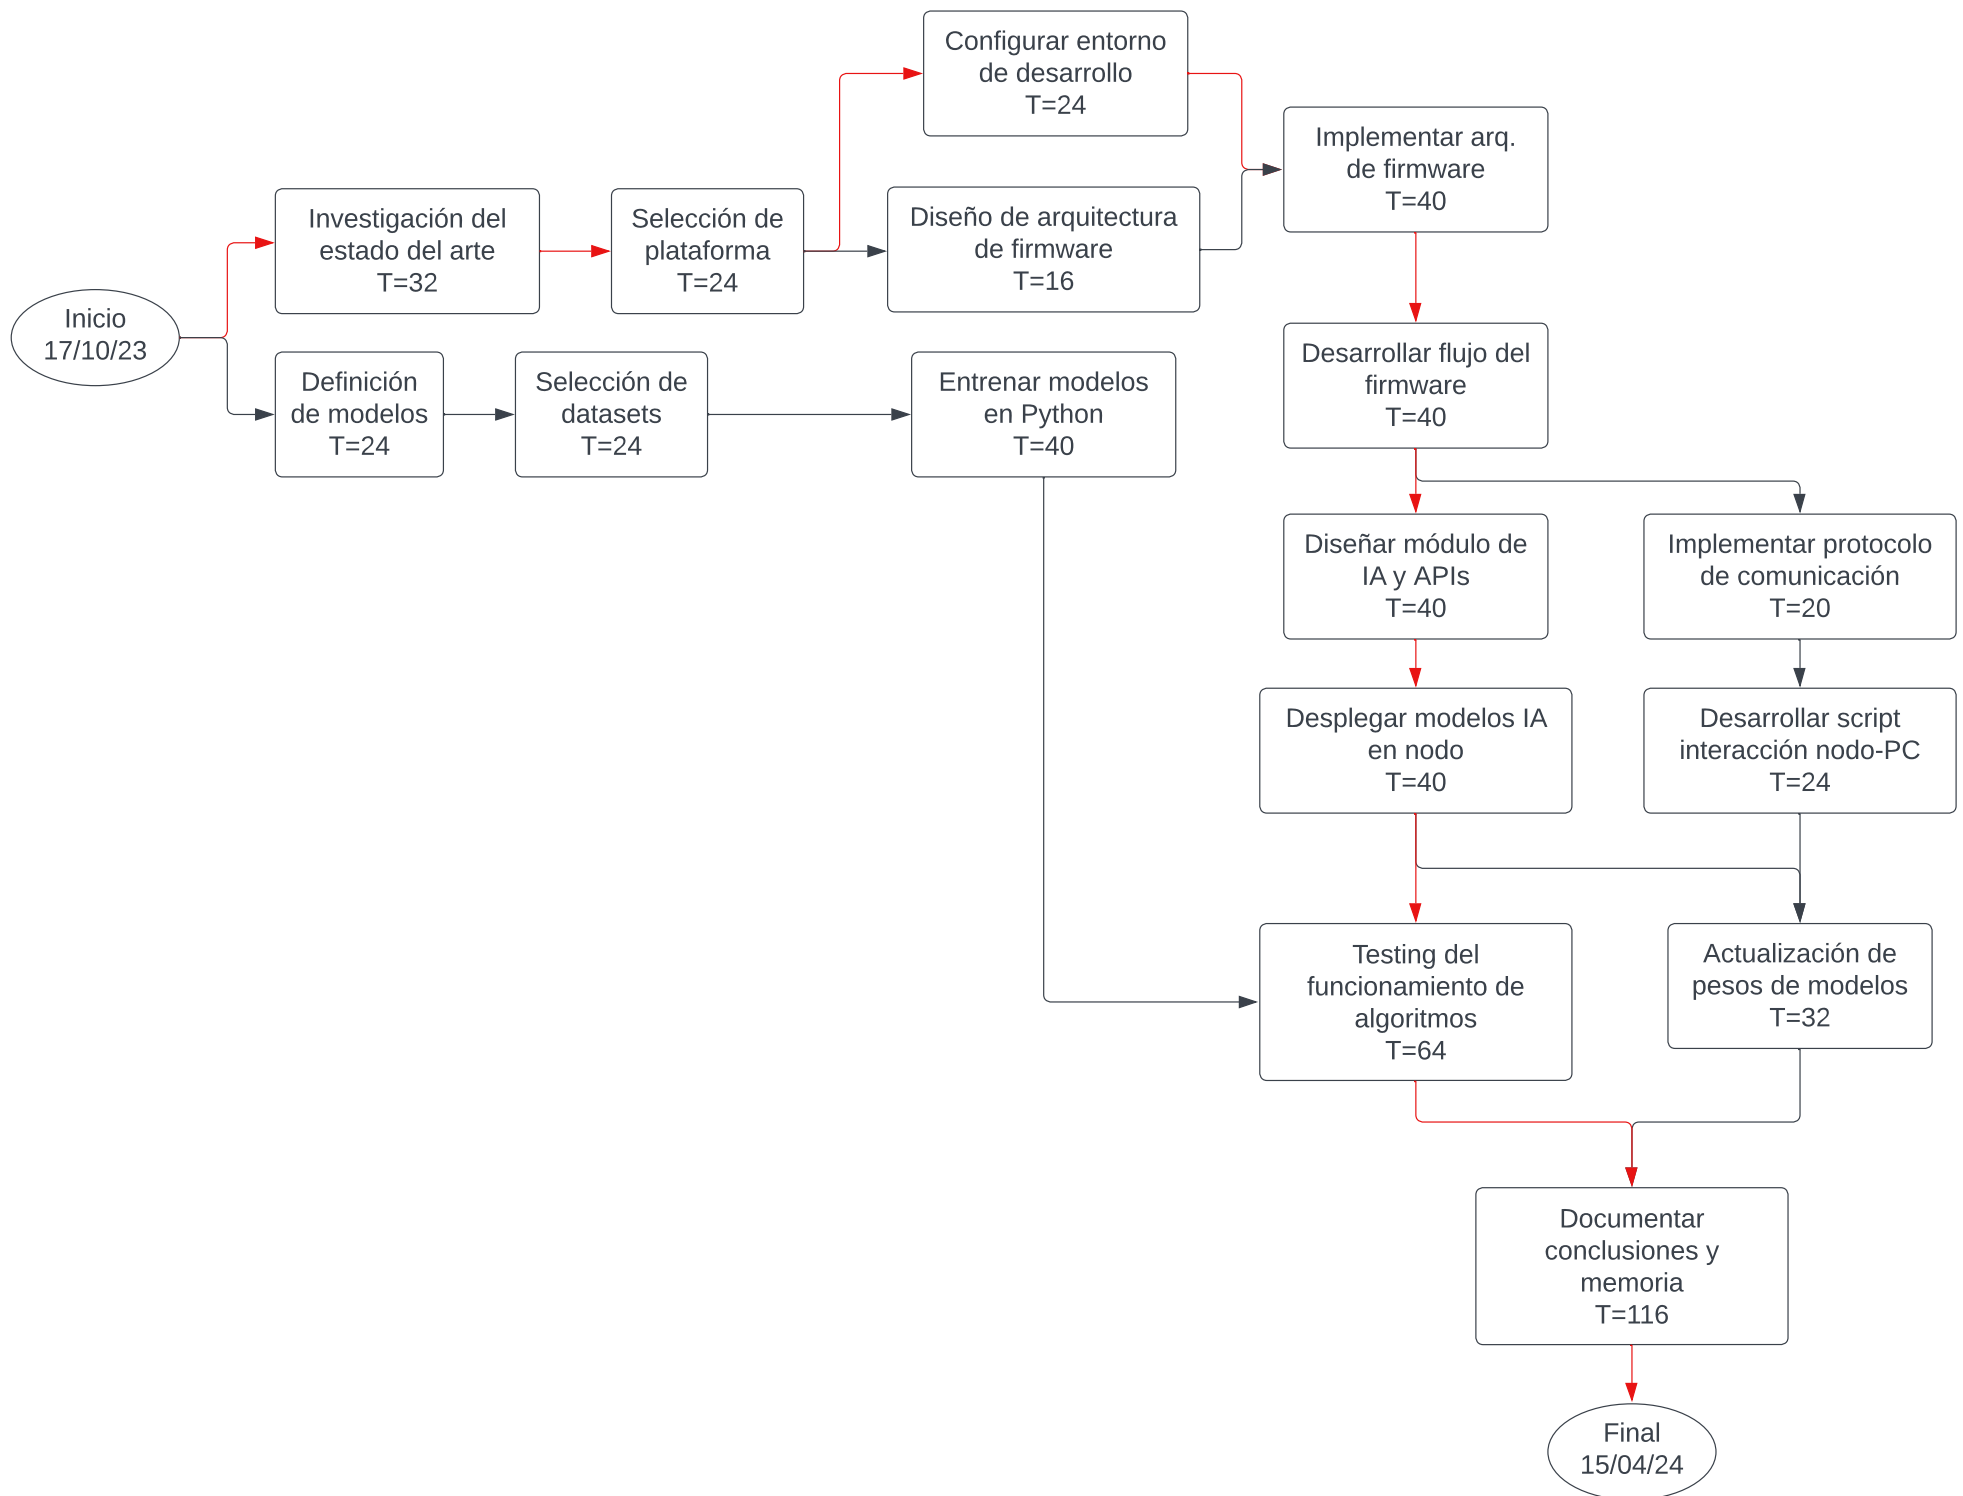 Configurar entorno
de desarrollo
T=24
Implementar arq.
de firmware
T=40
Investigación del
estado del arte
T=32
Selección de
plataforma
T=24
Diseño de arquitectura
de firmware
T=16
Inicio
17/10/23
Definición
de modelos
T=24
Selección de
datasets
T=24
Entrenar modelos
en Python
T=40
Desarrollar flujo del
firmware
T=40
Diseñar módulo de
IA y APIs
T=40
Implementar protocolo
de comunicación
T=20
Desplegar modelos IA
en nodo
T=40
Desarrollar script
interacción nodo-PC
T=24
Testing del
funcionamiento de
algoritmos
T=64
Actualización de
pesos de modelos
T=32
Documentar
conclusiones y
memoria
T=116
Final
15/04/24